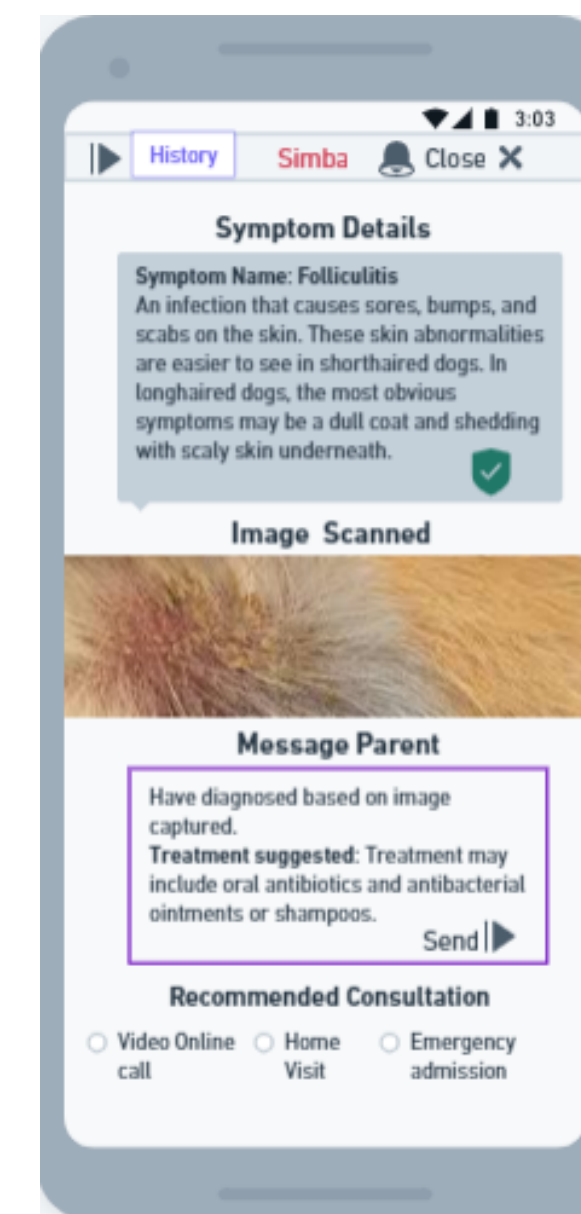 3:03
History Simba Close
Symptom Details
Symptom Name: Folliculitis
An infection that causes sores, bumps, and
scabs on the skin. These skin abnormalities
are easier to see in shorthaired dogs. In
longhaired dogs, the most obvious
symptoms may be a dull coat and shedding
with scaly skin underneath.
Image Scanned
Message Parent
Have diagnosed based on image
captured.
Treatment suggested: Treatment may
include oral antibiotics and antibacterial
ointments or shampoos.
Send
Recommended Consultation
Video Online Home Emergency
call Visit admission